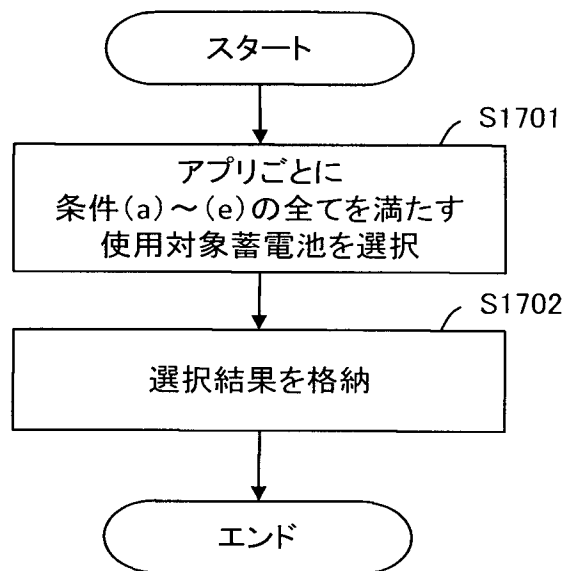 スタート
S1701
アプリごとに
条件(a)～(e)の全てを満たす
使用対象蓄電池を選択
S1702
選択結果を格納
エンド